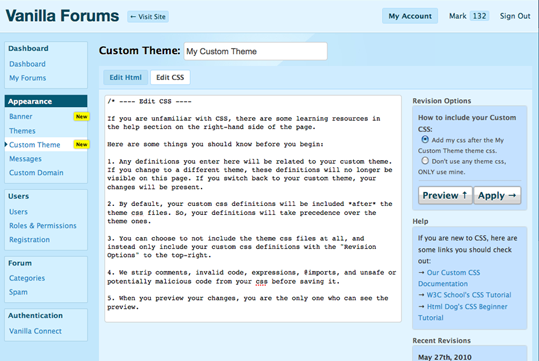 Vanilla Forums
← Visit Site
My Account
Mark 132
Sign Out
Dashboard
Dashboard
My Forums
Appearance
Banner New
Themes
Custom Theme New
Messages
Custom Domain
Users
Users
Roles & Permissions
Registration
Forum
Categories
Spam
Authentication
Vanilla Connect
Custom Theme: My Custom Theme
Edit Html
Edit CSS
/* ---- Edit CSS ----
If you are unfamiliar with CSS, there are some learning resources in
the help section on the right-hand side of the page.
Here are some things you should know before you begin:
1. Any definitions you enter here will be related to your custom theme.
If you change to a different theme, these definitions will no longer be
visible on this page. If you switch back to your custom theme, your
changes will be present.
2. By default, your custom css definitions will be included *after* the
theme css files. So, your definitions will take precedence over the
theme ones.
3. You can choose to not include the theme css files at all, and
instead only include your custom css definitions with the "Revision
Options" to the top-right.
4. We strip comments, invalid code, expressions, @imports, and unsafe or
potentially malicious code from your css before saving it.
5. When you preview your changes, you are the only one who can see the
preview.
Revision Options
How to include your Custom
CSS:
Add my css after the My
Custom Theme theme css.
Don't use any theme css,
ONLY use mine.
Preview ↑
Apply →
Help
If you are new to CSS, here are
some links you should check
out:
→ Our Custom CSS
Documentation
→ W3C School's CSS Tutorial
→ Html Dog's CSS Beginner
Tutorial
Recent Revisions
May 27th, 2010